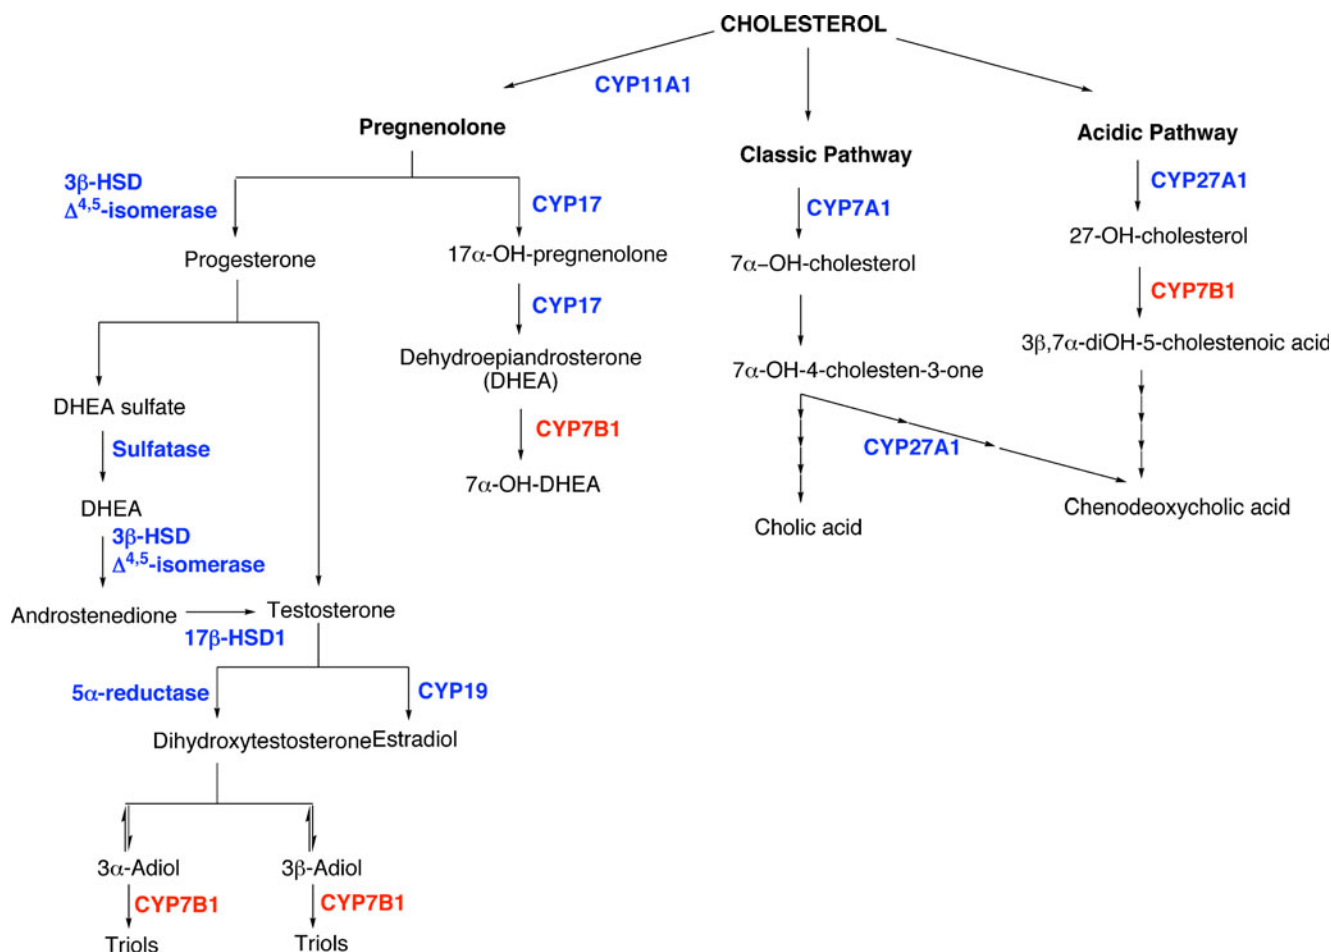 CHOLESTEROL
CYP11A1
Pregnenolone
3β-HSD
Δ⁴,⁵-isomerase
CYP17
Progesterone
17α-OH-pregnenolone
CYP17
Dehydroepiandrosterone
(DHEA)
CYP7B1
7α-OH-DHEA
DHEA sulfate
Sulfatase
DHEA
3β-HSD
Δ⁴,⁵-isomerase
Androstenedione
17β-HSD1
Testosterone
5α-reductase
CYP19
Dihydroxytestosterone
Estradiol
3α-Adiol
3β-Adiol
CYP7B1
CYP7B1
Triols
Triols
Classic Pathway
CYP7A1
7α–OH-cholesterol
7α-OH-4-cholesten-3-one
CYP27A1
Cholic acid
Acidic Pathway
CYP27A1
27-OH-cholesterol
CYP7B1
3β,7α-diOH-5-cholestenoic acid
Chenodeoxycholic acid